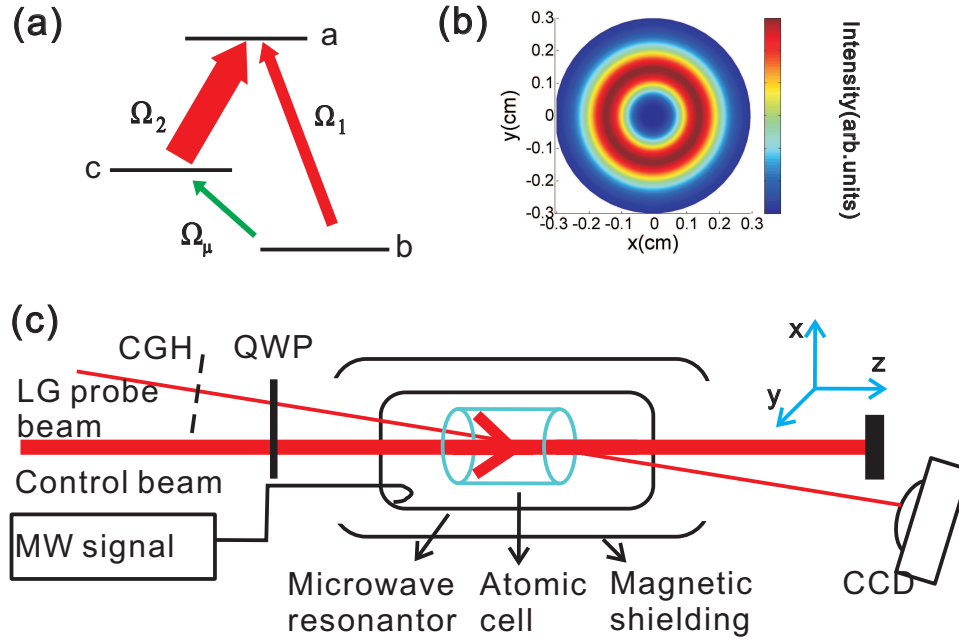 (a)
a
Ω₂
Ω₁
c
Ωμ
b
(b)
0.3
0.2
0.1
0
-0.1
-0.2
-0.3
y(cm)
-0.3 -0.2 -0.1 0 0.1 0.2 0.3
x(cm)
Intensity(arb.units)
(c)
CGH
QWP
LG probe
beam
Control beam
MW signal
Microwave
resonantor
Atomic
cell
Magnetic
shielding
CCD
x
z
y